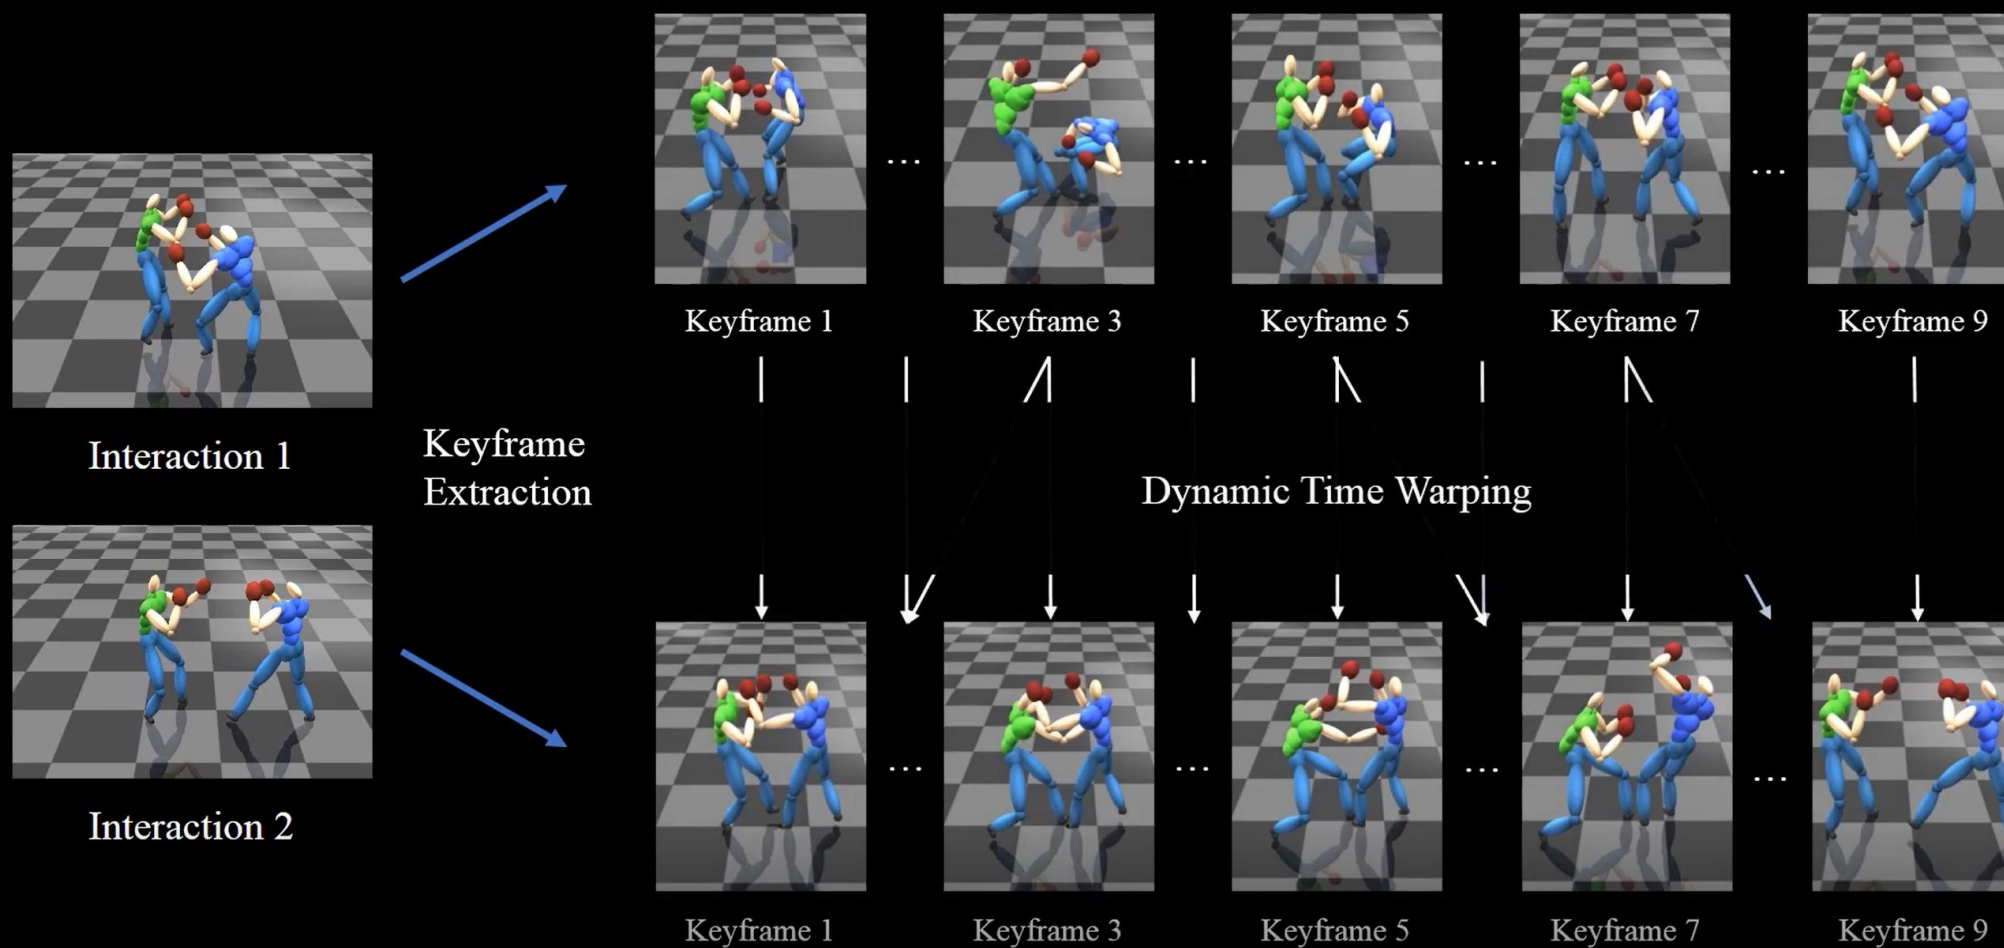 Keyframe 1
...
Keyframe 3
...
Keyframe 5
...
Keyframe 7
...
Keyframe 9
Interaction 1
Keyframe
Extraction
Dynamic Time Warping
Interaction 2
...
...
...
...
Keyframe 1
Keyframe 3
Keyframe 5
Keyframe 7
Keyframe 9